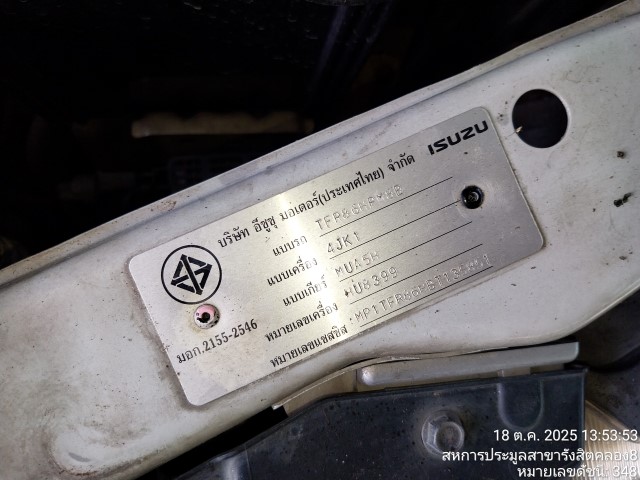 บริษัท อีซูซุ มอเตอร์(ประเทศไทย) จำกัด ISUZU
แบบรถ
แบบเครื่อง 4JK1
แบบเกียร์ MUA5H
หมายเลขเครื่อง HU8399
หมายเลขแชสซิส
มอก.2155-2546
18 ต.ค. 2025 13:53:53
สหการประมูลสาขารังสิตคลอง8
หมายเลขดัชนี: 348